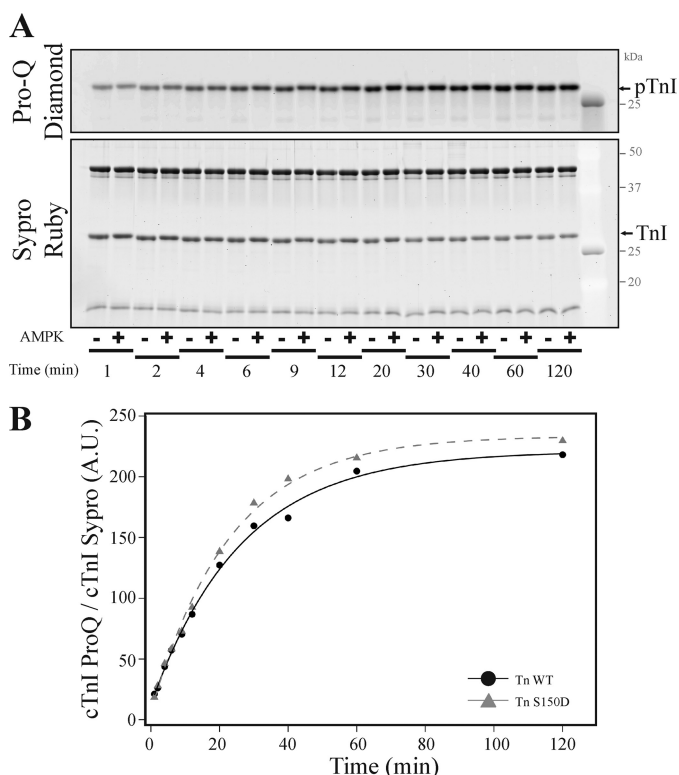 A
Pro-Q
Diamond
kDa
pTnI
25
Sypro
Ruby
50
37
TnI
25
20
AMPK - + - + - + - + - + - + - + - + - + - + - +
Time (min) 1 2 4 6 9 12 20 30 40 60 120
B
cTnI ProQ / cTnI Sypro (A.U.)
250
200
150
100
50
0
Tn WT
Tn S150D
0 20 40 60 80 100 120
Time (min)